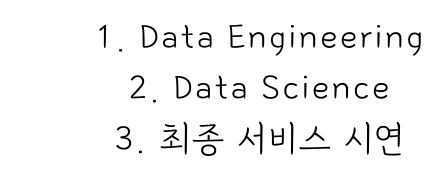 1. Data Engineering
2. Data Science
3. 최종 서비스 시연